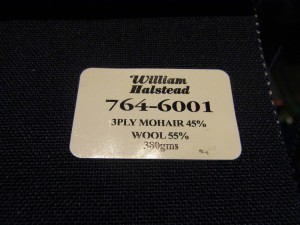 William
Halstead
764-6001
3PLY MOHAIR 45%
WOOL 55%
380gms